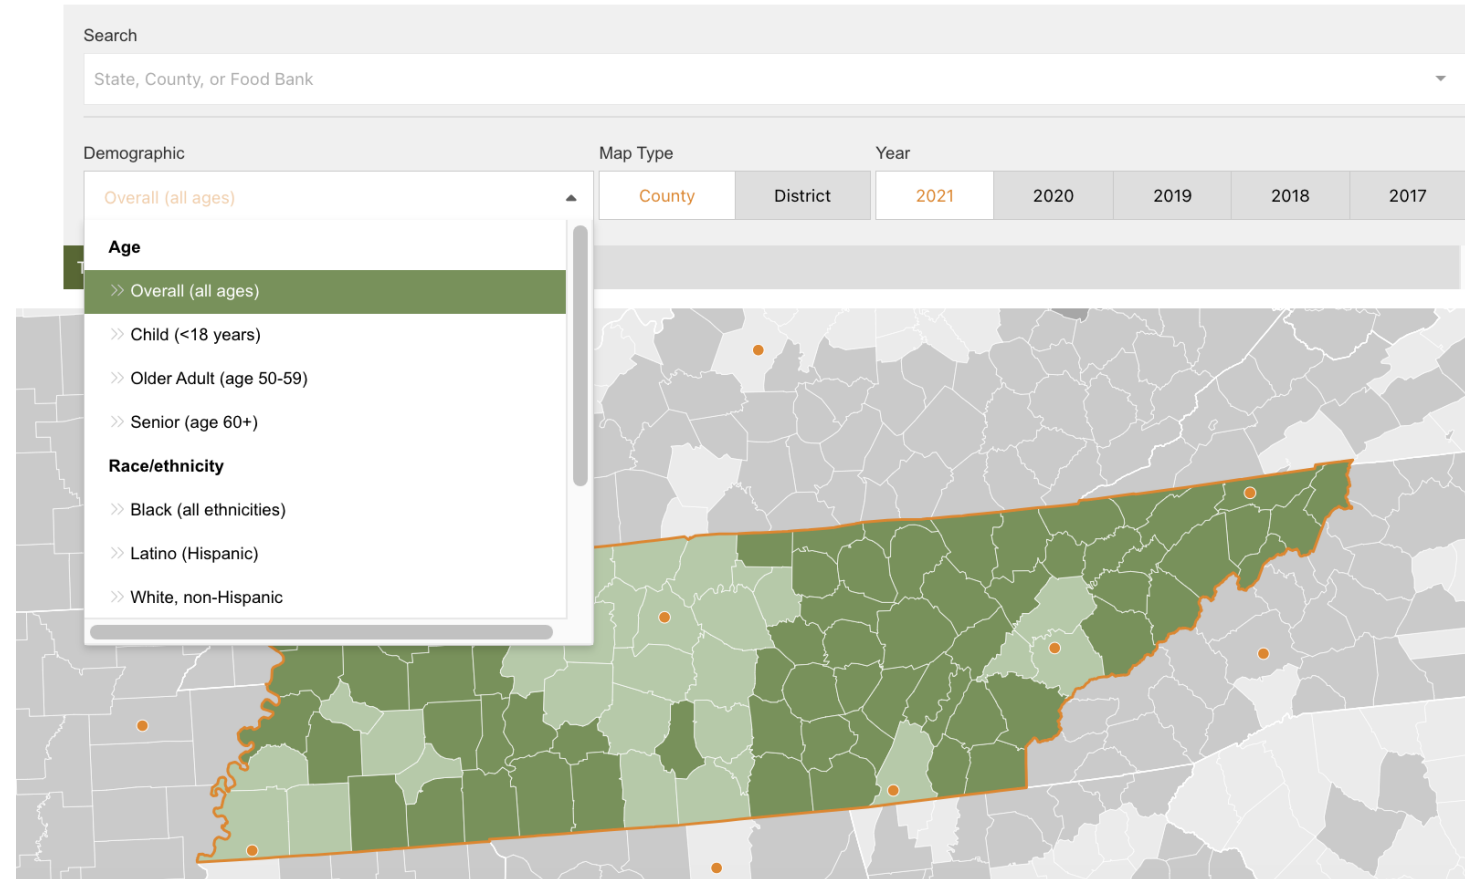 Search
State, County, or Food Bank
Demographic
Map Type
Year
Overall (all ages)
County
District
2021
2020
2019
2018
2017
Age
Overall (all ages)
Child (<18 years)
Older Adult (age 50-59)
Senior (age 60+)
Race/ethnicity
Black (all ethnicities)
Latino (Hispanic)
White, non-Hispanic